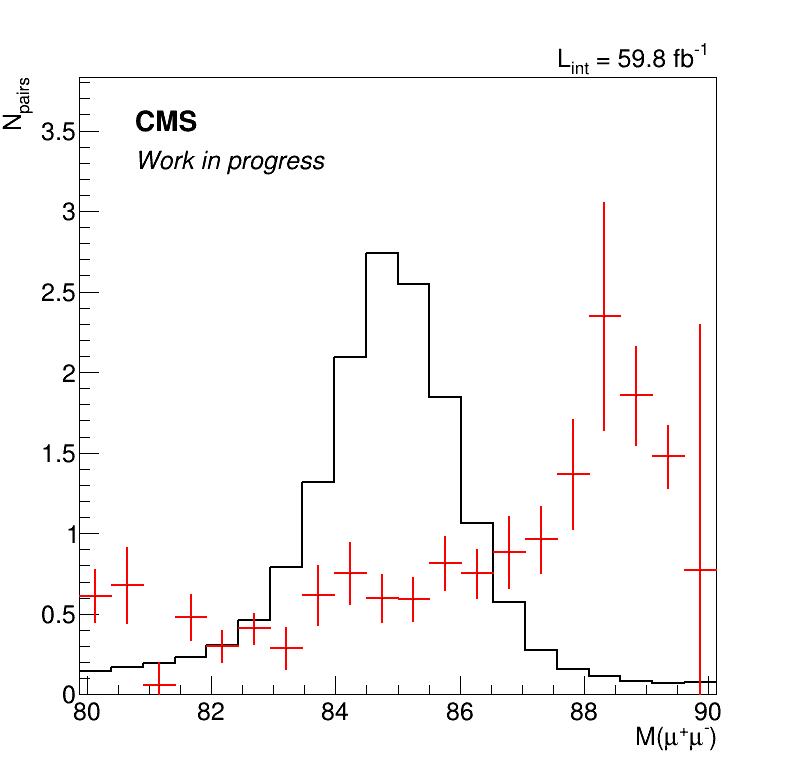 L_int = 59.8 fb^-1
N_pairs
CMS
Work in progress
3.5
3
2.5
2
1.5
1
0.5
0
80 82 84 86 88 90
M(μ⁺μ⁻)